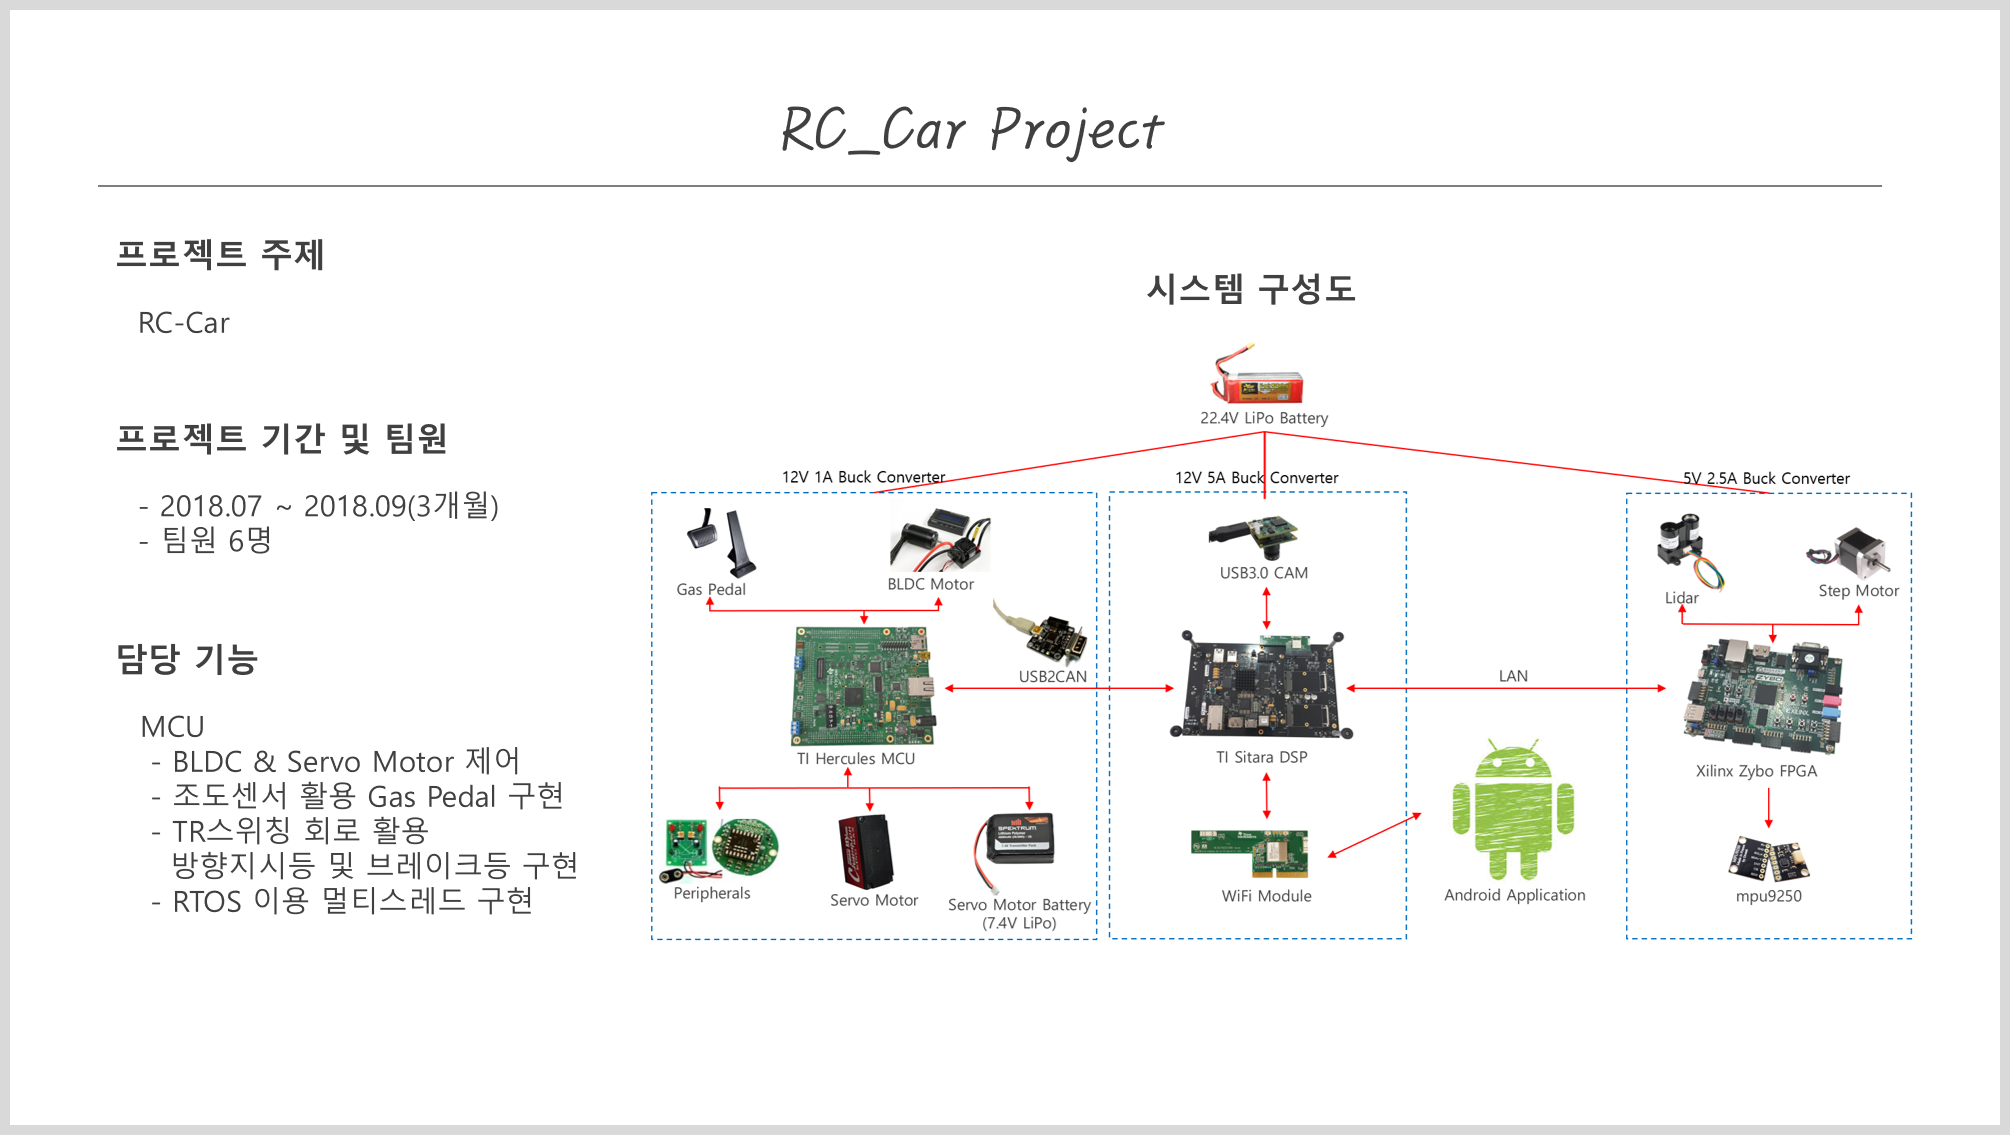 RC_Car Project
프로젝트 주제
RC-Car
프로젝트 기간 및 팀원
- 2018.07 ~ 2018.09(3개월)
- 팀원 6명
담당 기능
MCU
- BLDC & Servo Motor 제어
- 조도센서 활용 Gas Pedal 구현
- TR스위칭 회로 활용
방향지시등 및 브레이크등 구현
- RTOS 이용 멀티스레드 구현
시스템 구성도
22.4V LiPo Battery
12V 1A Buck Converter
12V 5A Buck Converter
5V 2.5A Buck Converter
Gas Pedal
BLDC Motor
USB2CAN
TI Hercules MCU
Peripherals
Servo Motor
SPEKTRUM
Servo Motor Battery
(7.4V LiPo)
USB3.0 CAM
TI Sitara DSP
WiFi Module
LAN
Android Application
Lidar
Step Motor
ZYBO
XILINX
Xilinx Zybo FPGA
mpu9250